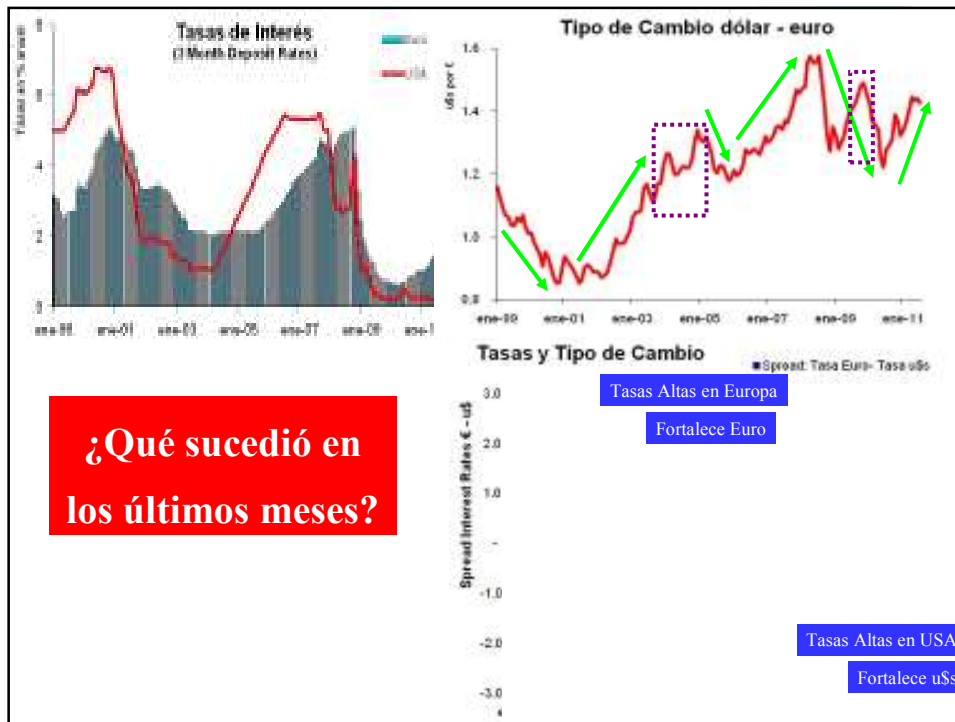 Tasas de Interés
(3 Month Deposit Rates)
Euro
USA
Tasas en % anual
8
6
4
2
0
ene-99
ene-01
ene-03
ene-05
ene-07
ene-09
ene-1
Tipo de Cambio dólar - euro
u$s por €
1.6
1.4
1.2
1.0
0.8
ene-99
ene-01
ene-03
ene-05
ene-07
ene-09
ene-11
¿Qué sucedió en
los últimos meses?
Tasas y Tipo de Cambio
Spread: Tasa Euro- Tasa u$s
Tasas Altas en Europa
Fortalece Euro
Spread Interest Rates € - u$
3.0
2.0
1.0
-
-1.0
-2.0
-3.0
Tasas Altas en USA
Fortalece u$s